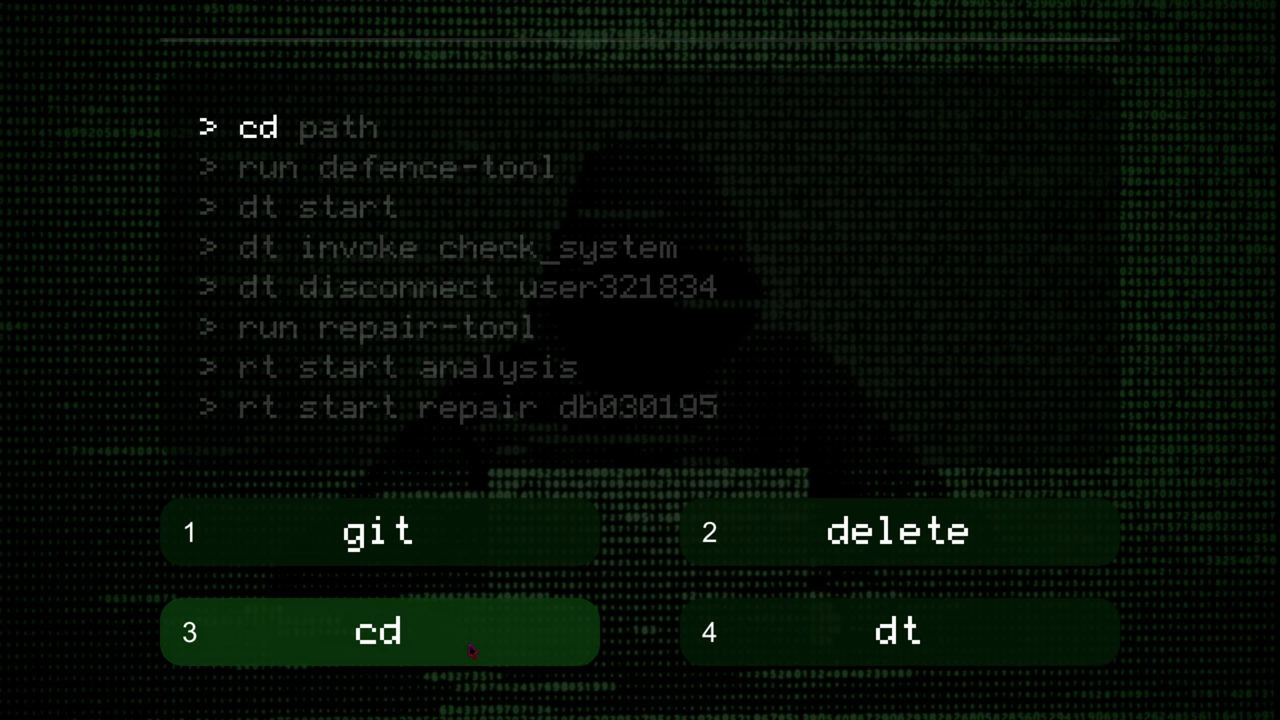 > cd path
> run defence-tool
> dt start
> dt invoke check_system
> dt disconnect user321834
> run repair-tool
> rt start analysis
> rt start repair db030195
1 git
2 delete
3 cd
4 dt